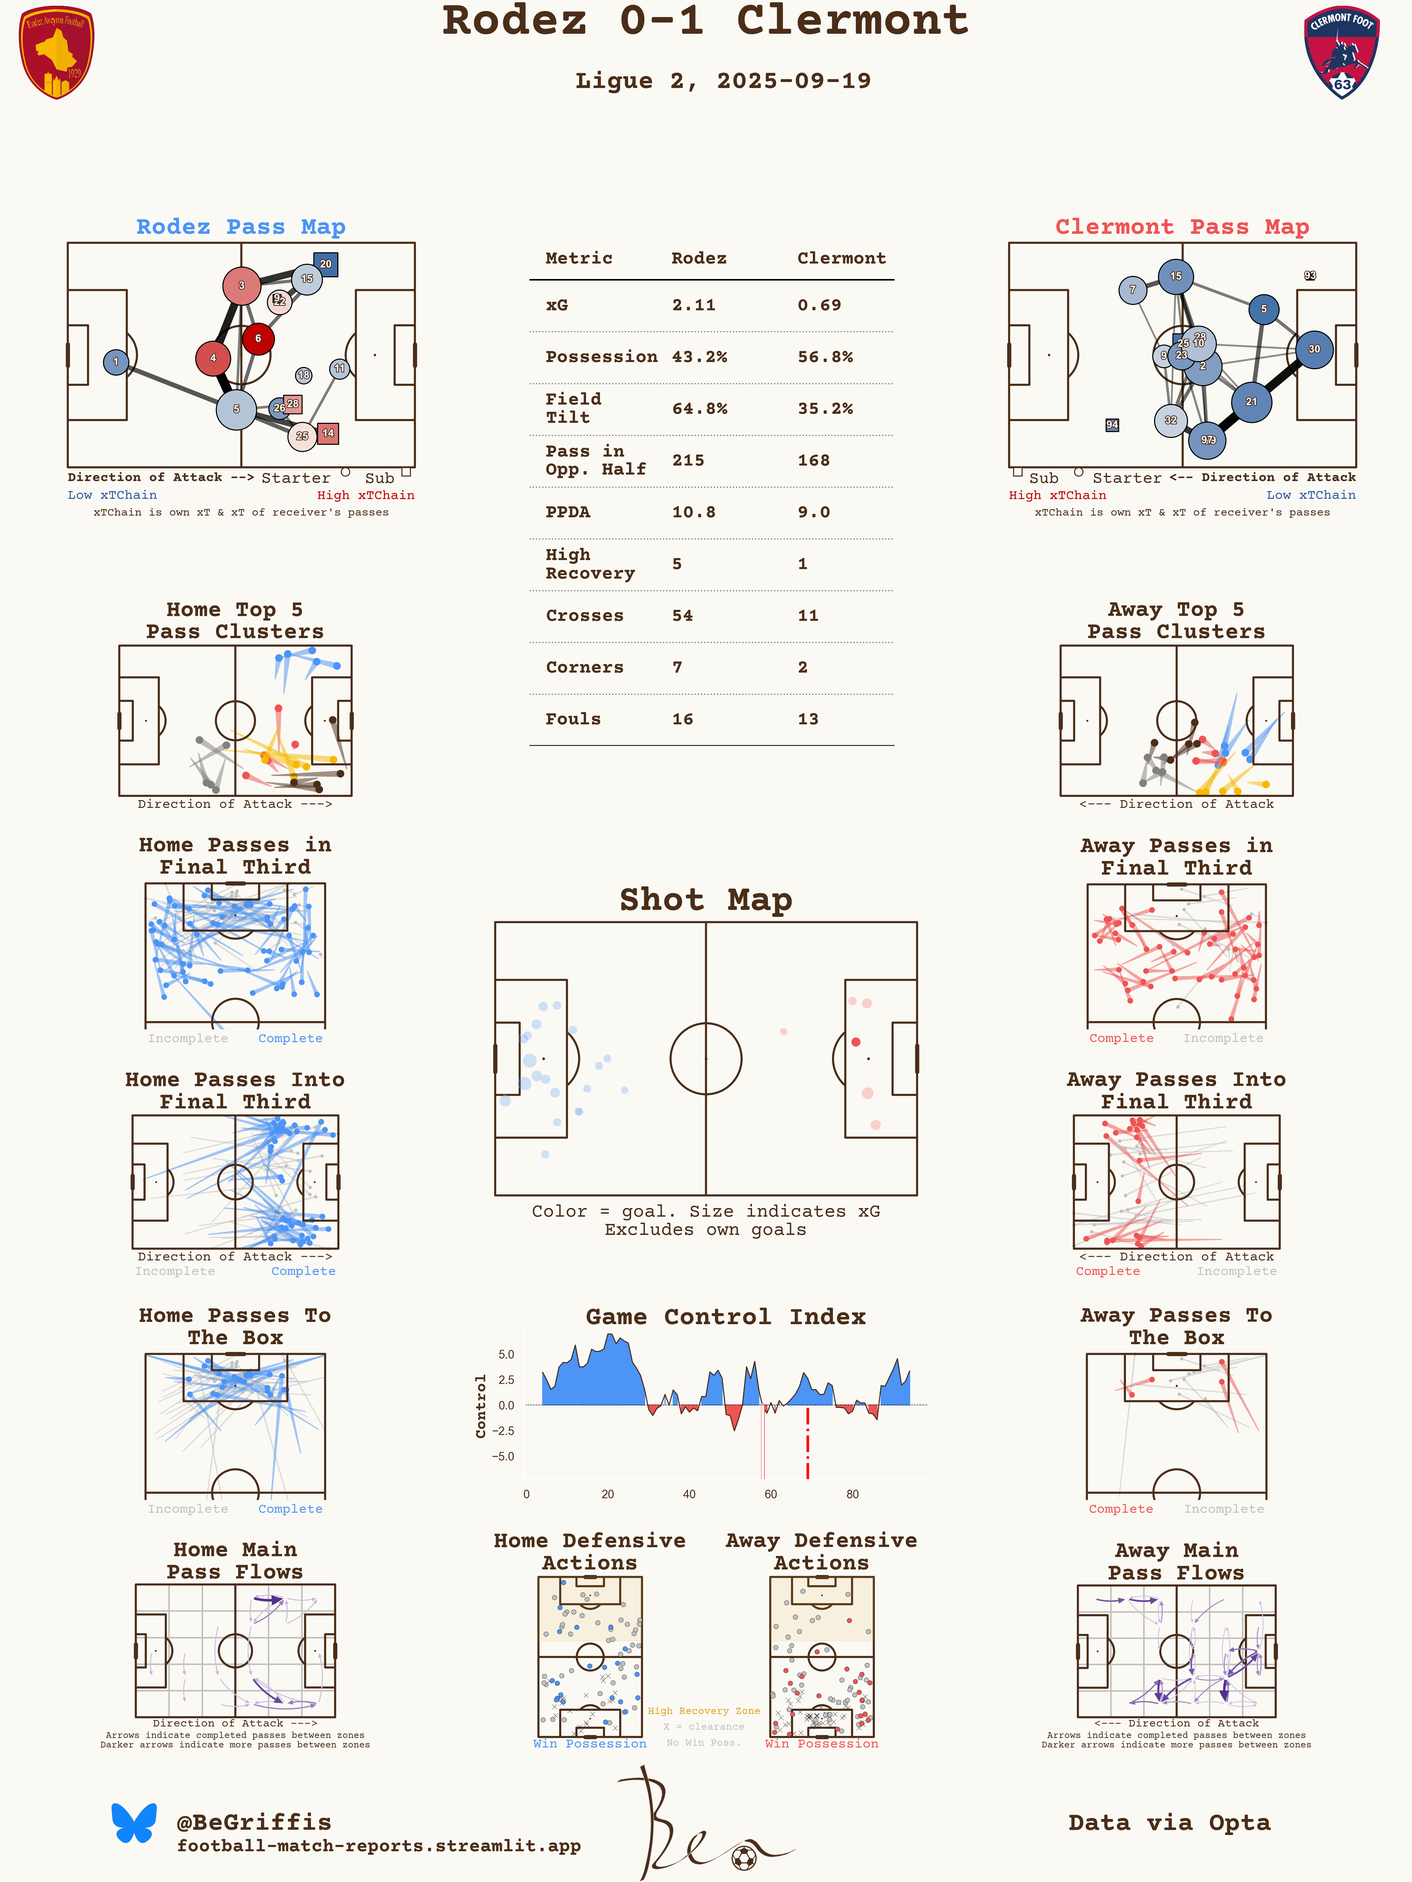 Rodez 0-1 Clermont
Ligue 2, 2025-09-19
Rodez Aveyron Football
1929
CLERMONT FOOT
63
Rodez Pass Map
20
15
3
22
6
4
1
18
11
5
26
28
25
14
Direction of Attack --> Starter Sub
Low xTChain High xTChain
xTChain is own xT & xT of receiver's passes
Metric Rodez Clermont
xG 2.11 0.69
Possession 43.2% 56.8%
Field
Tilt 64.8% 35.2%
Pass in
Opp. Half 215 168
PPDA 10.8 9.0
High
Recovery 5 1
Crosses 54 11
Corners 7 2
Fouls 16 13
Clermont Pass Map
93
15
7
5
28
25 10
9 23
30
2
21
32
94
Sub Starter <-- Direction of Attack
High xTChain Low xTChain
xTChain is own xT & xT of receiver's passes
Home Top 5
Pass Clusters
Direction of Attack --->
Away Top 5
Pass Clusters
<--- Direction of Attack
Home Passes in
Final Third
Incomplete Complete
Away Passes in
Final Third
Complete Incomplete
Shot Map
Color = goal. Size indicates xG
Excludes own goals
Home Passes Into
Final Third
Direction of Attack --->
Incomplete Complete
Away Passes Into
Final Third
<--- Direction of Attack
Complete Incomplete
Home Passes To
The Box
Incomplete Complete
Game Control Index
Control
5.0
2.5
0.0
−2.5
−5.0
0 20 40 60 80
Away Passes To
The Box
Complete Incomplete
Home Main
Pass Flows
Direction of Attack --->
Arrows indicate completed passes between zones
Darker arrows indicate more passes between zones
Home Defensive
Actions
Win Possession
High Recovery Zone
X = clearance
No Win Poss.
Away Defensive
Actions
Win Possession
Away Main
Pass Flows
<--- Direction of Attack
Arrows indicate completed passes between zones
Darker arrows indicate more passes between zones
@BeGriffis
football-match-reports.streamlit.app
Ben
Data via Opta